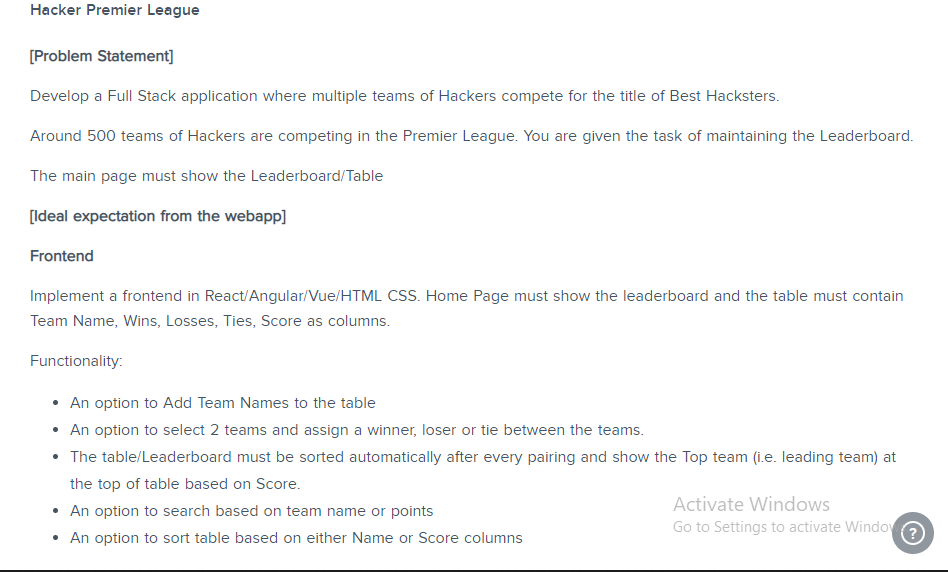 Hacker Premier League
[Problem Statement]
Develop a Full Stack application where multiple teams of Hackers compete for the title of Best Hacksters.
Around 500 teams of Hackers are competing in the Premier League. You are given the task of maintaining the Leaderboard.
The main page must show the Leaderboard/Table
[Ideal expectation from the webapp]
Frontend
Implement a frontend in React/Angular/Vue/HTML CSS. Home Page must show the leaderboard and the table must contain
Team Name, Wins, Losses, Ties, Score as columns.
Functionality:
• An option to Add Team Names to the table
• An option to select 2 teams and assign a winner, loser or tie between the teams.
• The table/Leaderboard must be sorted automatically after every pairing and show the Top team (i.e. leading team) at
the top of table based on Score.
• An option to search based on team name or points
• An option to sort table based on either Name or Score columns
Activate Windows
Go to Settings to activate Windo
?